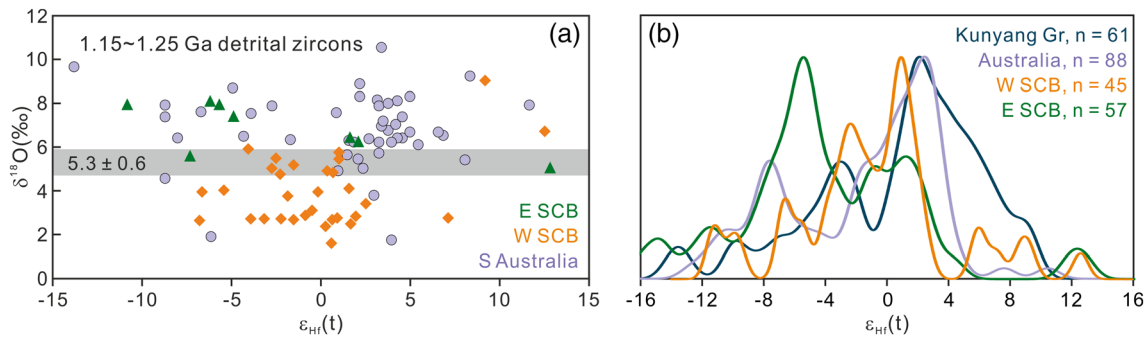 (a)
1.15~1.25 Ga detrital zircons
12
10
8
6
4
2
0
δ¹⁸O(‰)
5.3 ± 0.6
E SCB
W SCB
S Australia
-15
-10
-5
0
5
10
15
εHf(t)
(b)
Kunyang Gr, n = 61
Australia, n = 88
W SCB, n = 45
E SCB, n = 57
-16
-12
-8
-4
0
4
8
12
16
εHf(t)